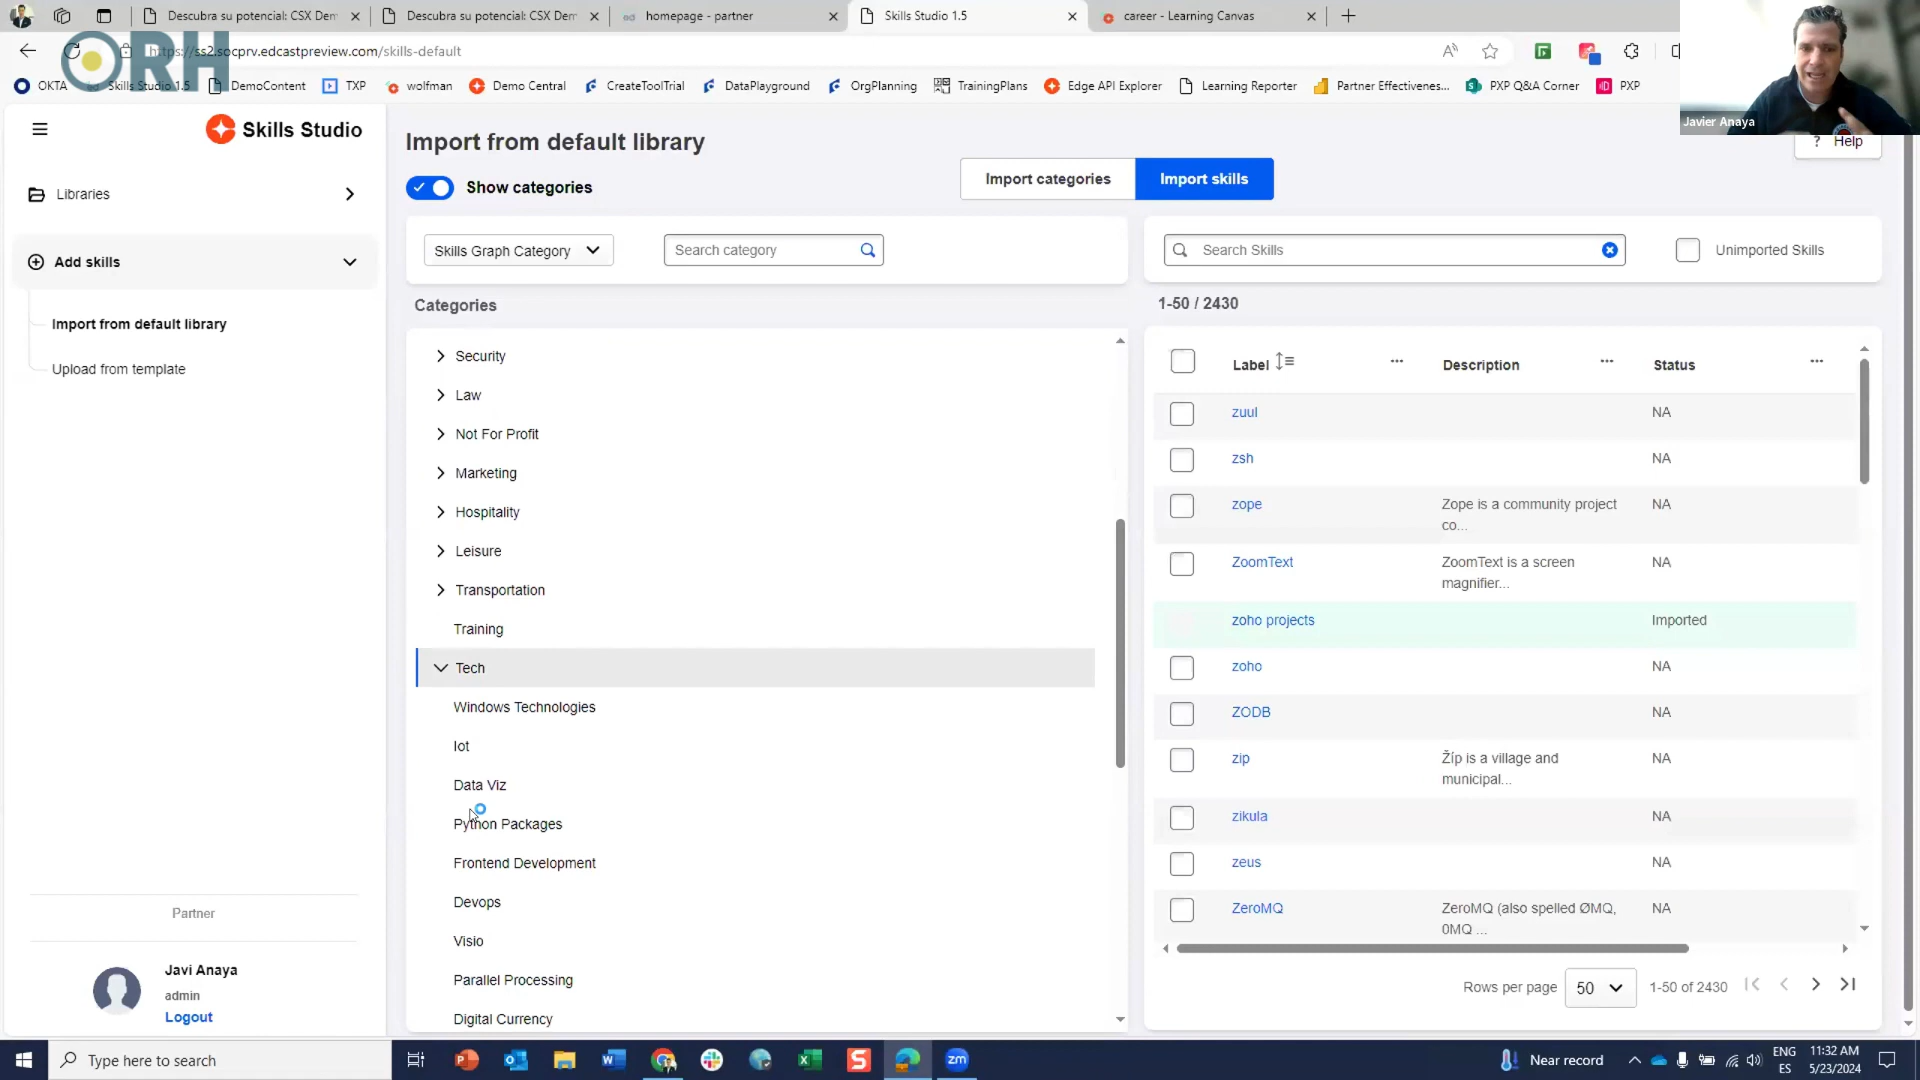 Descubra su potencial: CSX Dem
Descubra su potencial: CSX Dem
homepage - partner
Skills Studio 1.5
career - Learning Canvas
https://ss2.socprv.edcastpreview.com/skills-default
ORH
OKTA
Skills Studio 1.5
DemoContent
TXP
wolfman
Demo Central
CreateToolTrial
DataPlayground
OrgPlanning
TrainingPlans
Edge API Explorer
Learning Reporter
Partner Effectivenes...
PXP Q&A Corner
PXP
Javier Anaya
Skills Studio
Libraries
Add skills
Import from default library
Upload from template
Partner
Javi Anaya
admin
Logout
Import from default library
? Help
Show categories
Import categories
Import skills
Skills Graph Category
Search category
Search Skills
Unimported Skills
Categories
1-50 / 2430
Security
Law
Not For Profit
Marketing
Hospitality
Leisure
Transportation
Training
Tech
Windows Technologies
Iot
Data Viz
Python Packages
Frontend Development
Devops
Visio
Parallel Processing
Digital Currency
Label
Description
Status
zuul
NA
zsh
NA
zope
Zope is a community project
co...
NA
ZoomText
ZoomText is a screen
magnifier...
NA
zoho projects
Imported
zoho
NA
ZODB
NA
zip
Žíp is a village and
municipal...
NA
zikula
NA
zeus
NA
ZeroMQ
ZeroMQ (also spelled ØMQ,
0MQ ...
NA
Rows per page
50
1-50 of 2430
Type here to search
zm
Near record
ENG
ES
11:32 AM
5/23/2024